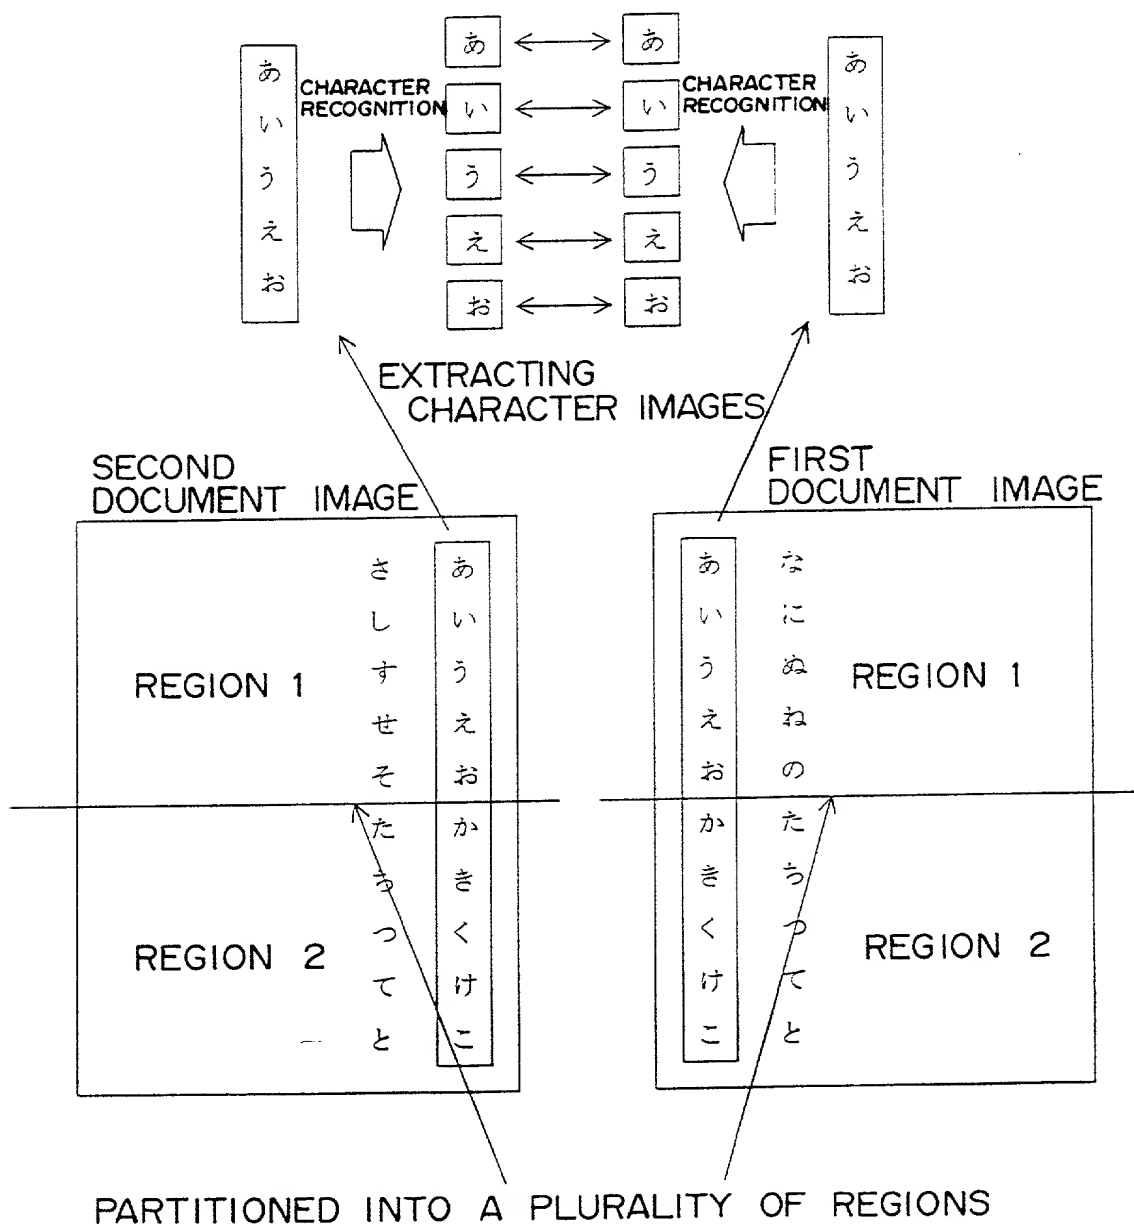 あいうえお
CHARACTER
RECOGNITION
あ
い
う
え
お
あ
い
う
え
お
CHARACTER
RECOGNITION
あいうえお
EXTRACTING
CHARACTER IMAGES
SECOND
DOCUMENT IMAGE
あいうえおかきくけこ
さしすせそたちつてと
REGION 1
REGION 2
FIRST
DOCUMENT IMAGE
なにぬねのたちつてと
あいうえおかきくけこ
REGION 1
REGION 2
PARTITIONED INTO A PLURALITY OF REGIONS